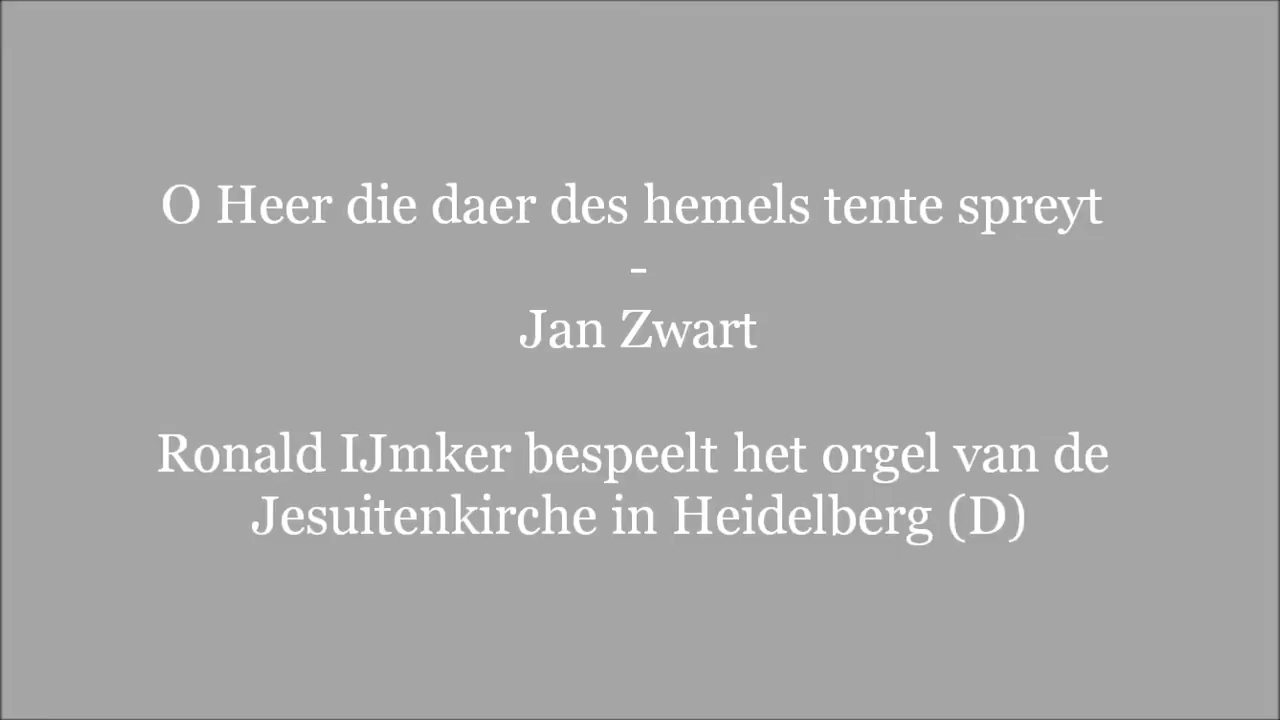 O Heer die daer des hemels tente spreyt
-
Jan Zwart
Ronald IJmker bespeelt het orgel van de
Jesuitenkirche in Heidelberg (D)